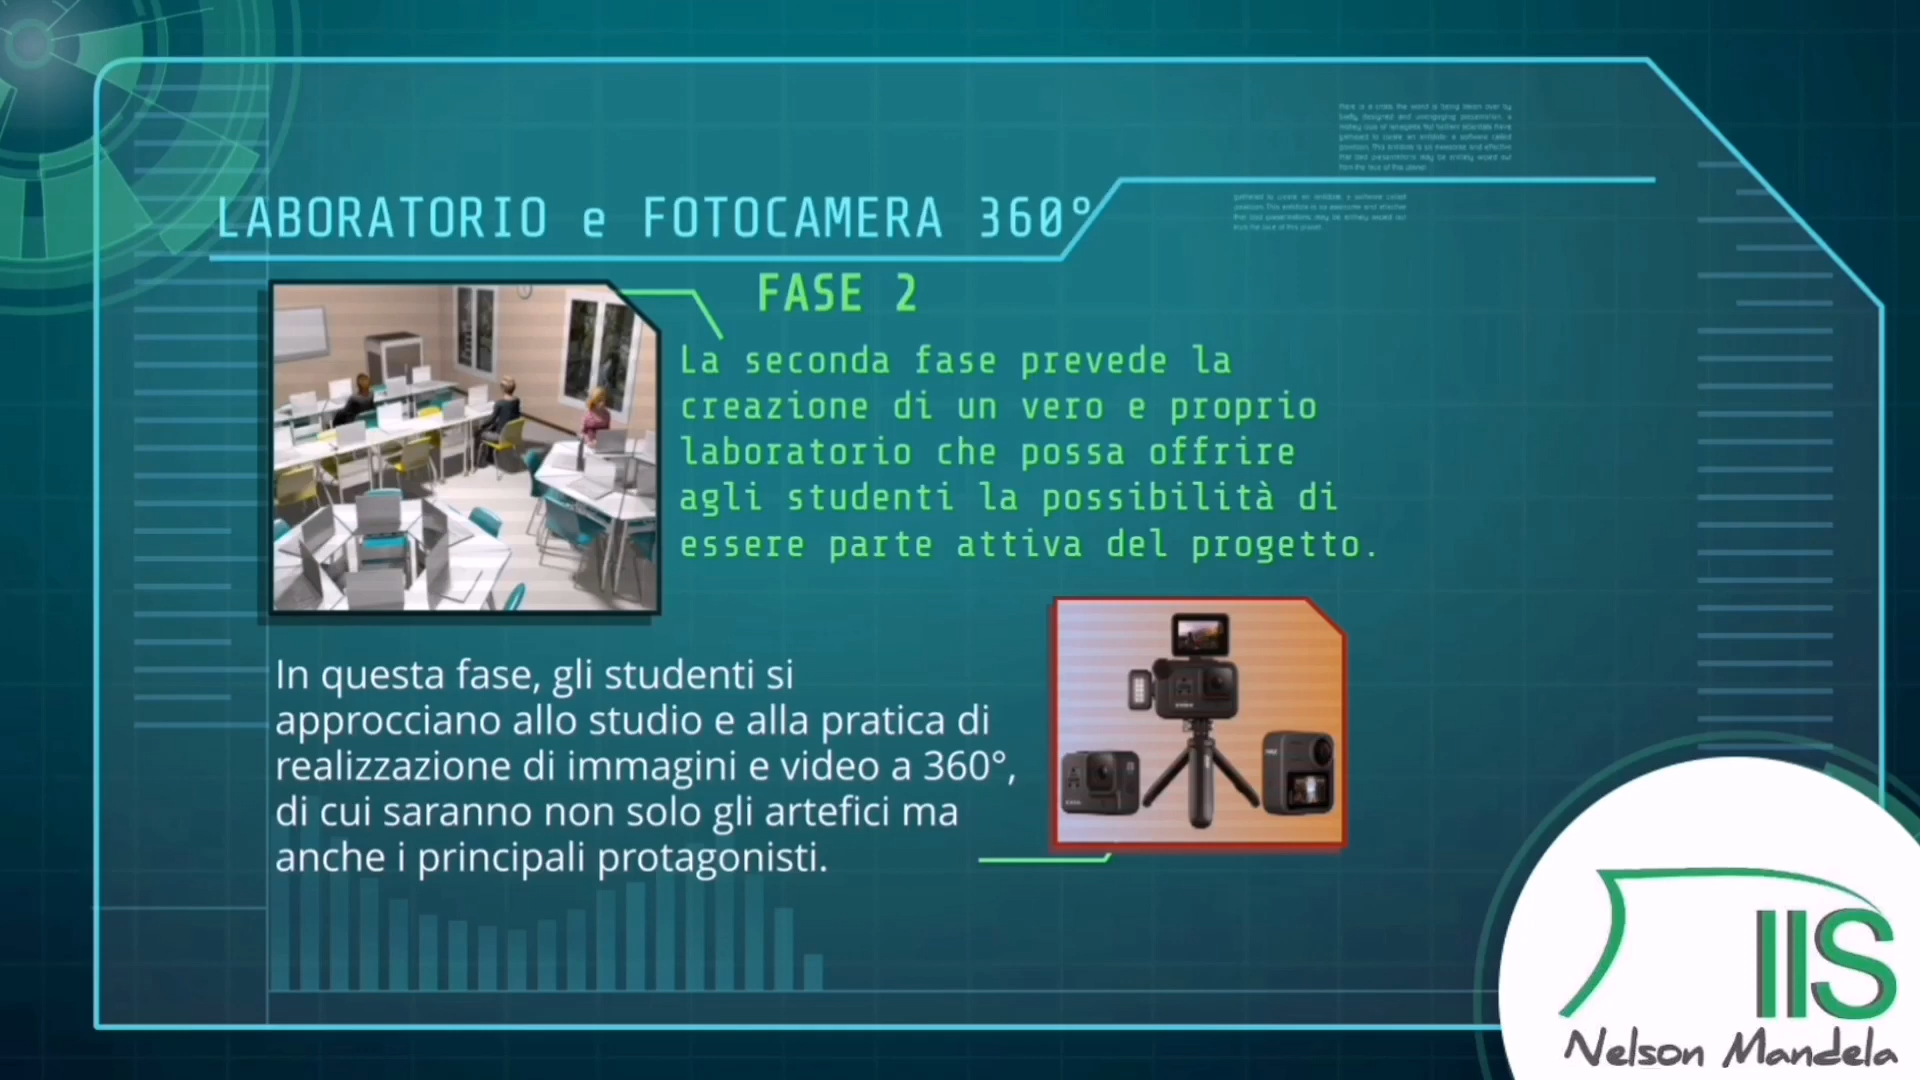 LABORATORIO e FOTOCAMERA 360°
FASE 2
La seconda fase prevede la
creazione di un vero e proprio
laboratorio che possa offrire
agli studenti la possibilità di
essere parte attiva del progetto.
In questa fase, gli studenti si
approcciano allo studio e alla pratica di
realizzazione di immagini e video a 360°,
di cui saranno non solo gli artefici ma
anche i principali protagonisti.
IIS
Nelson Mandela